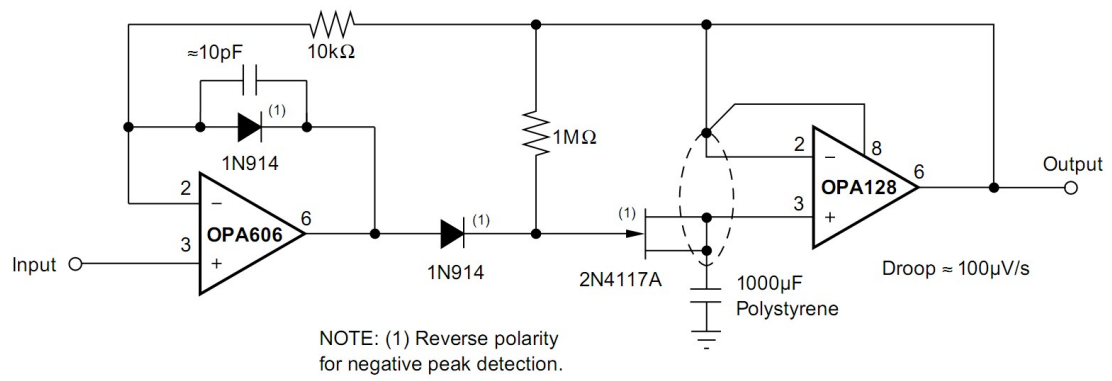 10kΩ
≈10pF
(1)
1N914
1MΩ
2
3
6
OPA606
−
+
Input
(1)
1N914
(1)
2N4117A
2
3
8
6
OPA128
−
+
Output
1000μF
Polystyrene
Droop ≈ 100μV/s
NOTE: (1) Reverse polarity
for negative peak detection.